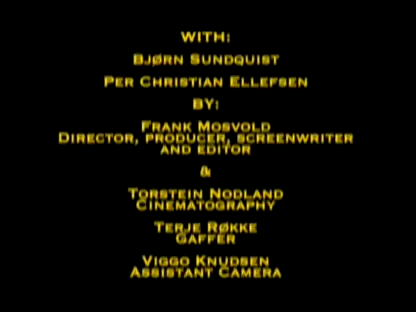 WITH:
BJØRN SUNDQUIST
PER CHRISTIAN ELLEFSEN
BY:
FRANK MOSVOLD
DIRECTOR, PRODUCER, SCREENWRITER
AND EDITOR
&
TORSTEIN NODLAND
CINEMATOGRAPHY
TERJE RØKKE
GAFFER
VIGGO KNUDSEN
ASSISTANT CAMERA